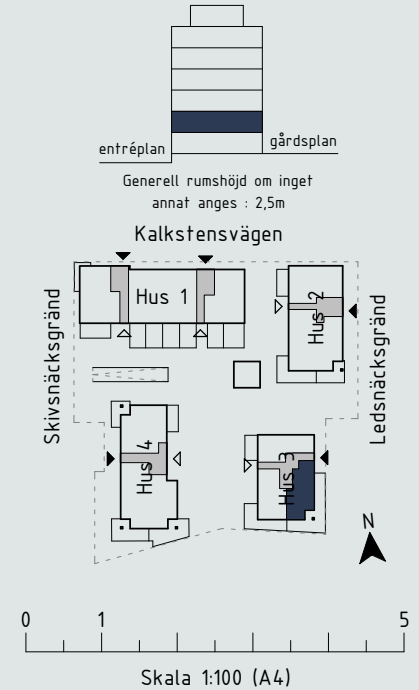 entréplan
gårdsplan
Generell rumshöjd om inget
annat anges : 2,5m
Kalkstensvägen
Skivsnäcksgränd
Hus 1
Hus 2
Ledsnäcksgränd
Hus 4
Hus 3
N
0 1 5
Skala 1:100 (A4)